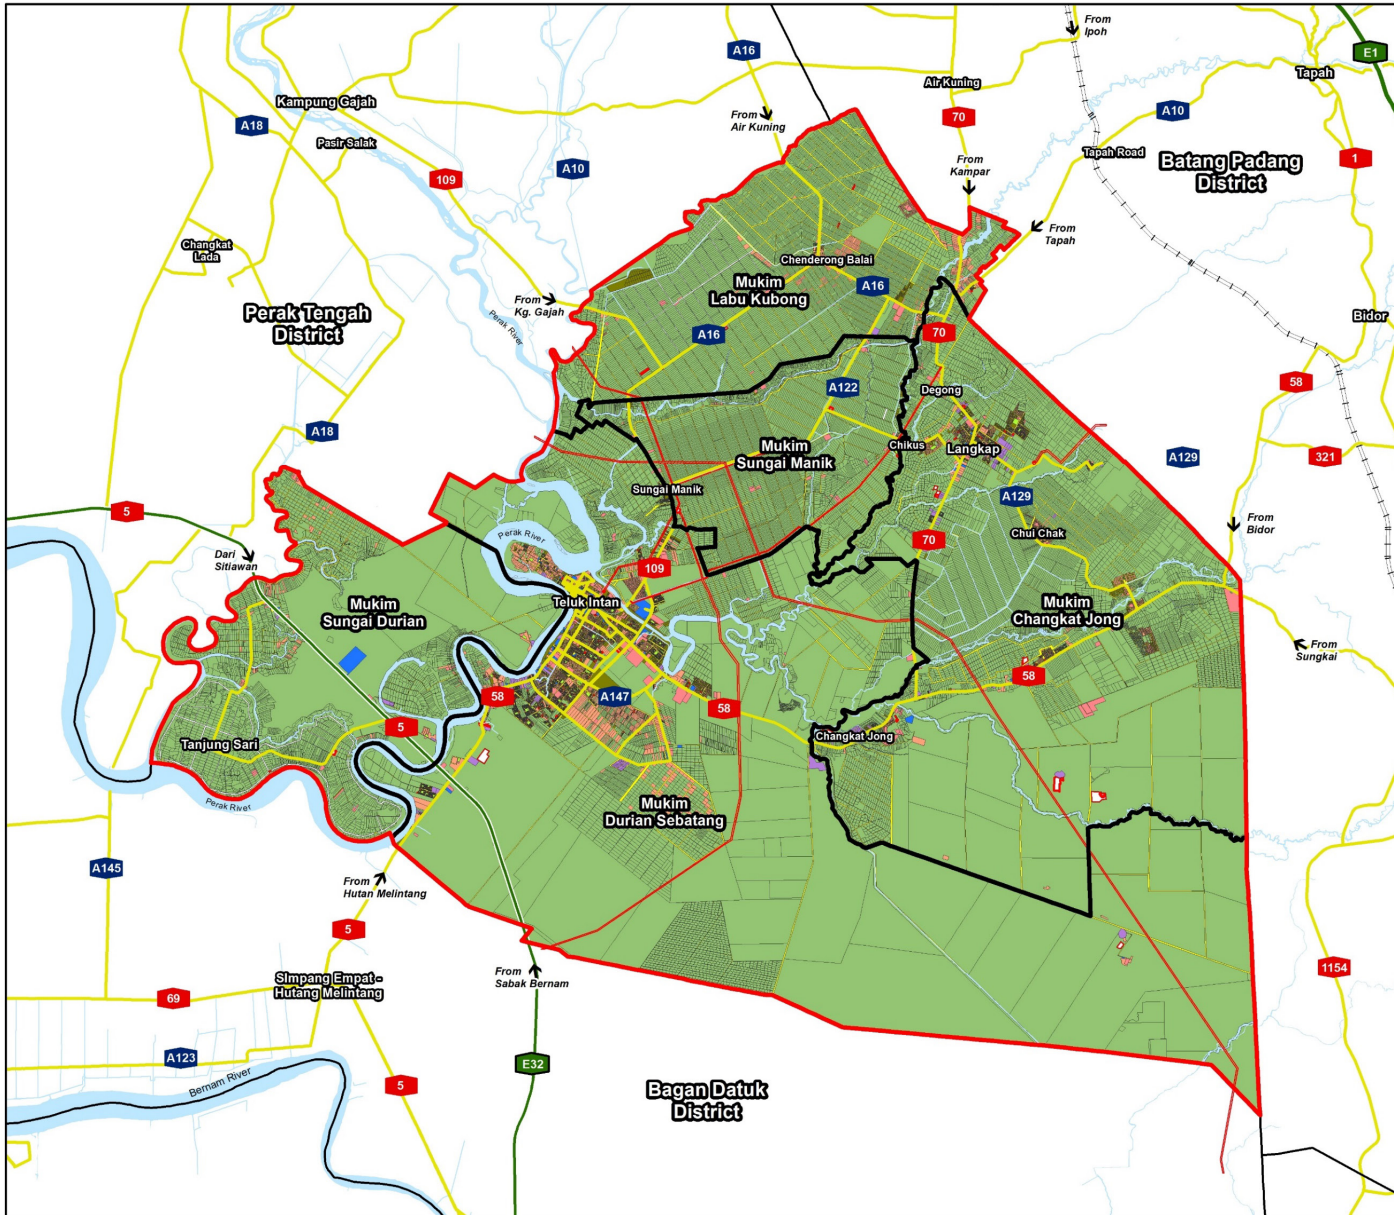 From
Ipoh
A16
E1
Tapah
Air Kuning
Kampung Gajah
A18
From
Air Kuning
70
A10
Pasir Salak
Tapah Road
1
Batang Padang
District
A10
109
From
Kampar
From
Tapah
Changkat
Lada
Chenderong Balai
Mukim
Labu Kubong
A16
From
Kg. Gajah
Perak Tengah
District
Perak River
A16
70
Bidor
58
A122
Degong
A18
Mukim
Sungai Manik
Chikus
Langkap
A129
321
Sungai Manik
A129
5
From
Bidor
Perak River
Chui Chak
70
Dari
Sitiawan
109
Mukim
Sungai Durian
Teluk Intan
Mukim
Changkat Jong
From
Sungkai
58
58
A147
58
5
Tanjung Sari
Changkat Jong
Perak River
Mukim
Durian Sebatang
A145
From
Hutan Melintang
5
1154
From
Sabak Bernam
SImpang Empat -
Hutang Melintang
69
A123
E32
Bernam River
5
Bagan Datuk
District